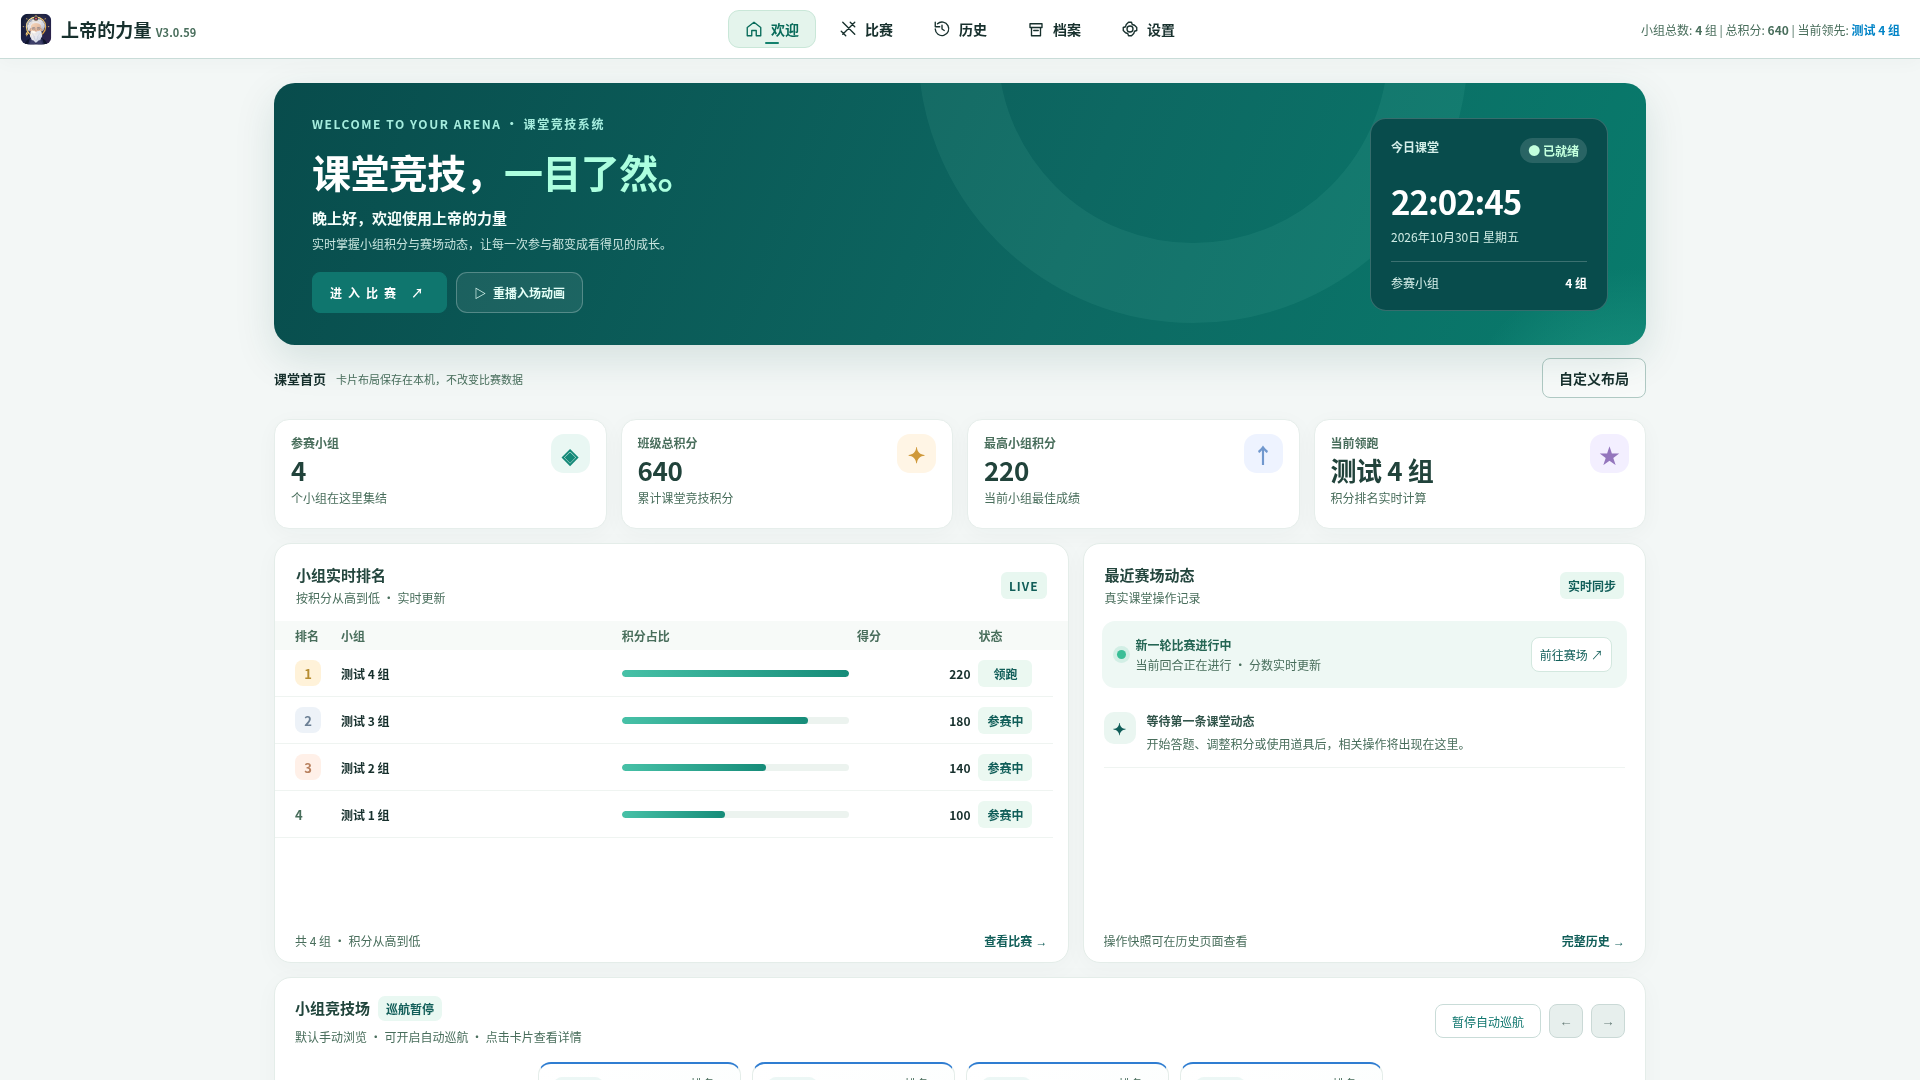 上帝的力量 V3.0.59
欢迎
比赛
历史
档案
设置
小组总数: 4 组 | 总积分: 640 | 当前领先: 测试 4 组
WELCOME TO YOUR ARENA · 课堂竞技系统
课堂竞技，一目了然。
晚上好，欢迎使用上帝的力量
实时掌握小组积分与赛场动态，让每一次参与都变成看得见的成长。
进入比赛 ↗
▷ 重播入场动画
今日课堂
已就绪
22:02:45
2026年10月30日 星期五
参赛小组
4 组
课堂首页 卡片布局保存在本机，不改变比赛数据
自定义布局
参赛小组
4
个小组在这里集结
班级总积分
640
累计课堂竞技积分
最高小组积分
220
当前小组最佳成绩
当前领跑
测试 4 组
积分排名实时计算
小组实时排名
按积分从高到低 · 实时更新
LIVE
排名 小组 积分占比 得分 状态
1 测试 4 组 220 领跑
2 测试 3 组 180 参赛中
3 测试 2 组 140 参赛中
4 测试 1 组 100 参赛中
共 4 组 · 积分从高到低
查看比赛 →
最近赛场动态
真实课堂操作记录
实时同步
新一轮比赛进行中
当前回合正在进行 · 分数实时更新
前往赛场 ↗
等待第一条课堂动态
开始答题、调整积分或使用道具后，相关操作将出现在这里。
操作快照可在历史页面查看
完整历史 →
小组竞技场 巡航暂停
默认手动浏览 · 可开启自动巡航 · 点击卡片查看详情
暂停自动巡航
← →